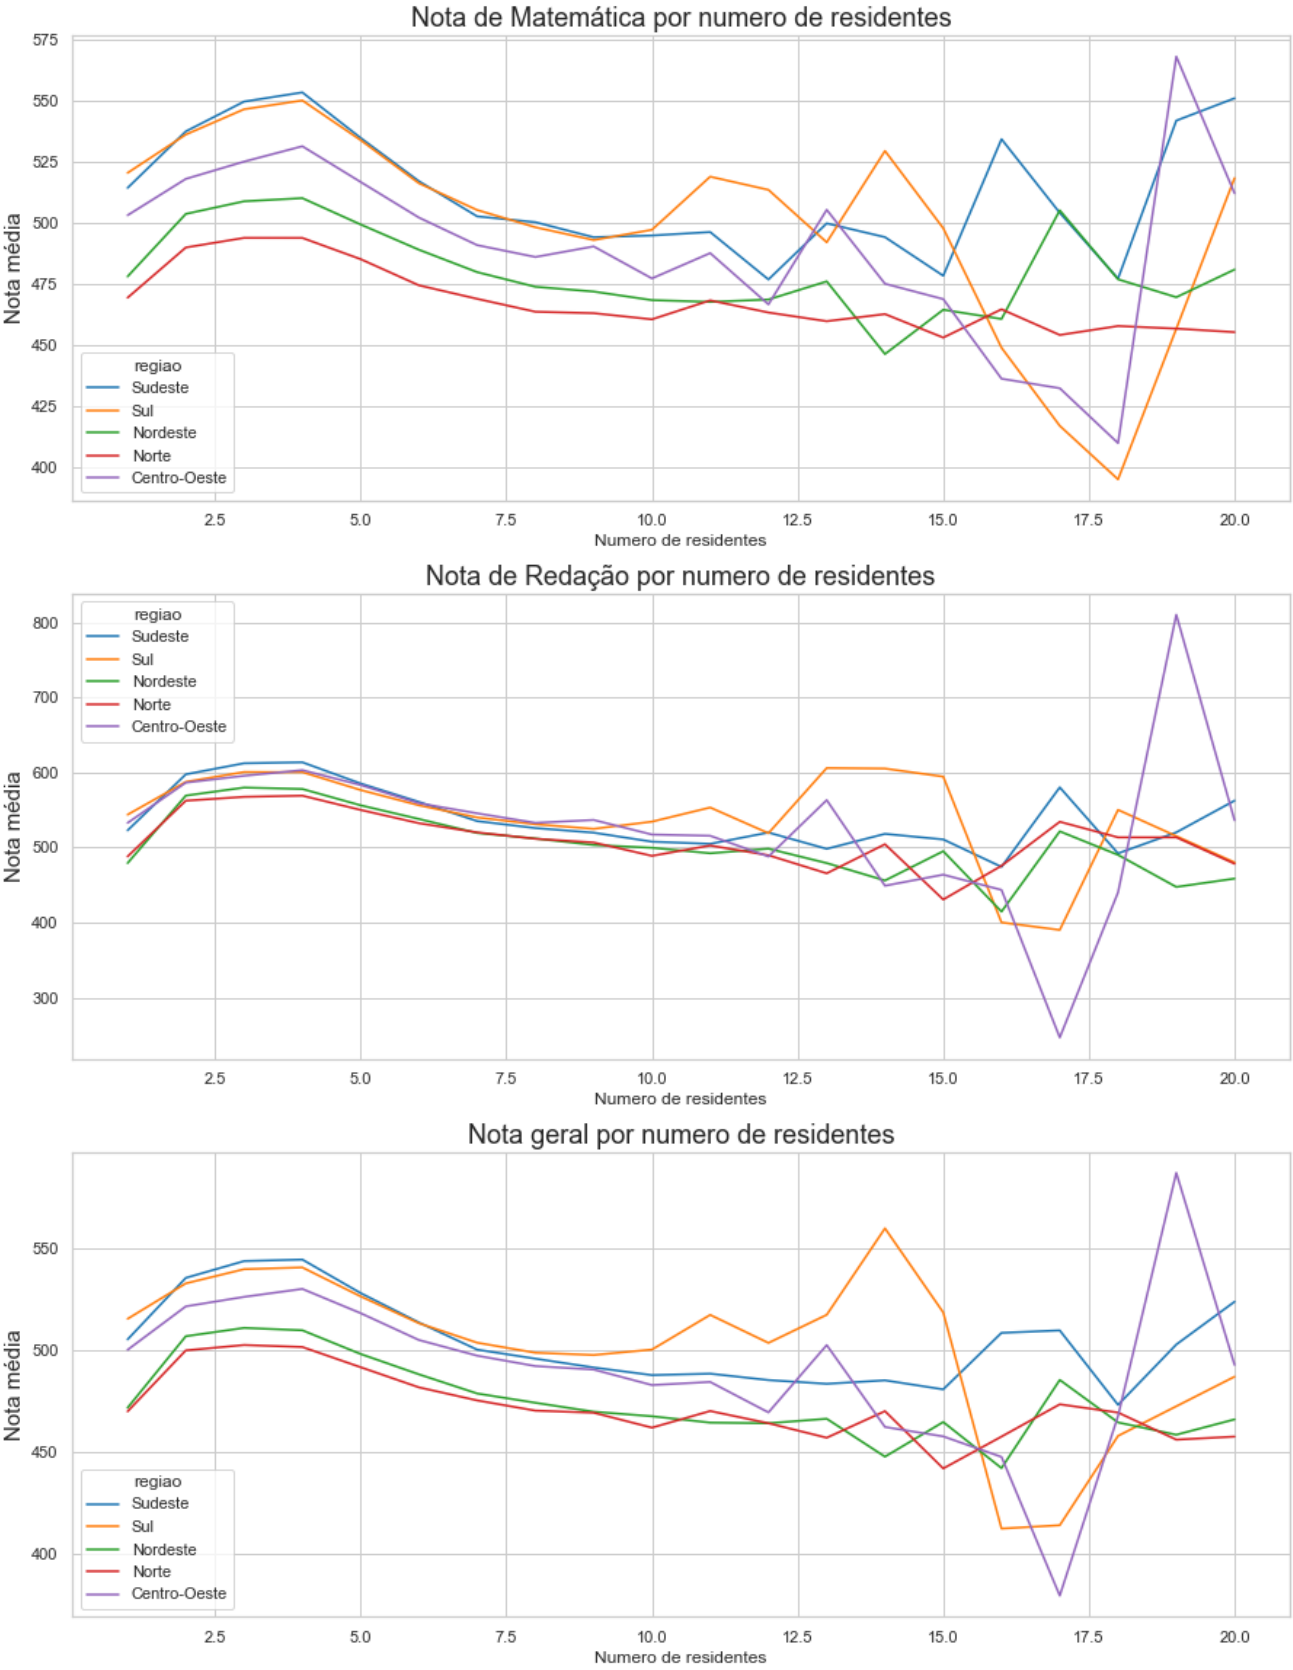 Nota de Matemática por numero de residentes
575
550
525
500
475
450
425
400
Nota média
regiao
Sudeste
Sul
Nordeste
Norte
Centro-Oeste
2.5 5.0 7.5 10.0 12.5 15.0 17.5 20.0
Numero de residentes
Nota de Redação por numero de residentes
800
700
600
500
400
300
Nota média
regiao
Sudeste
Sul
Nordeste
Norte
Centro-Oeste
2.5 5.0 7.5 10.0 12.5 15.0 17.5 20.0
Numero de residentes
Nota geral por numero de residentes
550
500
450
400
Nota média
regiao
Sudeste
Sul
Nordeste
Norte
Centro-Oeste
2.5 5.0 7.5 10.0 12.5 15.0 17.5 20.0
Numero de residentes